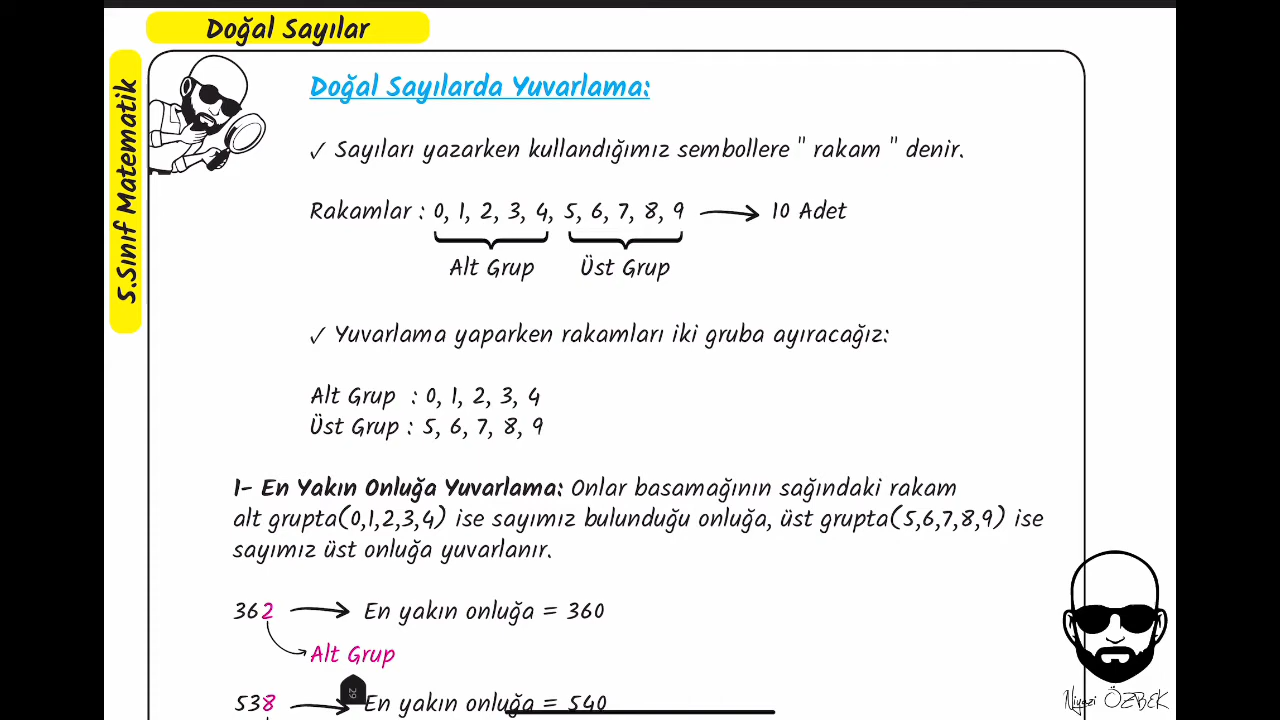 Doğal Sayılar
5.Sınıf Matematik
Doğal Sayılarda Yuvarlama:
✓ Sayıları yazarken kullandığımız sembollere " rakam " denir.
Rakamlar : 0, 1, 2, 3, 4, 5, 6, 7, 8, 9 → 10 Adet
Alt Grup Üst Grup
✓ Yuvarlama yaparken rakamları iki gruba ayıracağız:
Alt Grup : 0, 1, 2, 3, 4
Üst Grup : 5, 6, 7, 8, 9
1- En Yakın Onluğa Yuvarlama: Onlar basamağının sağındaki rakam
alt grupta(0,1,2,3,4) ise sayımız bulunduğu onluğa, üst grupta(5,6,7,8,9) ise
sayımız üst onluğa yuvarlanır.
362 → En yakın onluğa = 360
Alt Grup
29
538 → En yakın onluğa = 540
Niyazi ÖZBEK